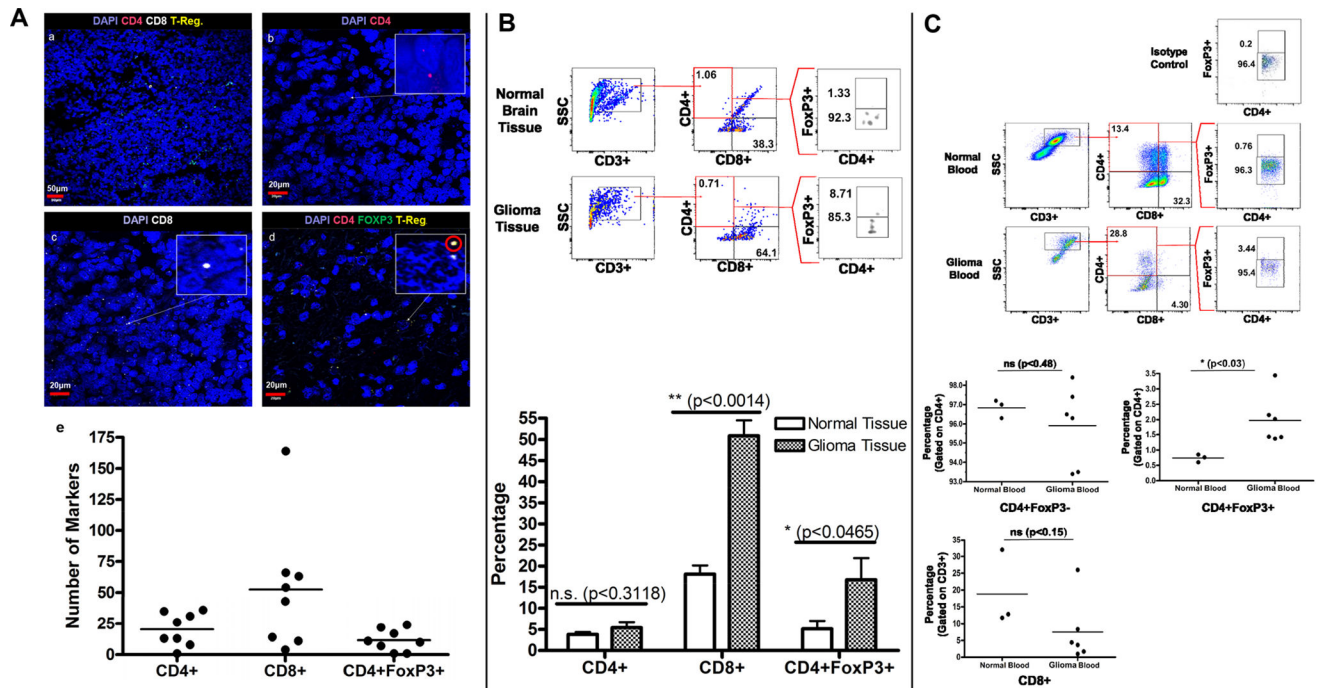 A
DAPI CD4 CD8 T-Reg.
a
50µm
DAPI CD4
b
20µm
DAPI CD8
c
20µm
DAPI CD4 FOXP3 T-Reg
d
20µm
e
Number of Markers
175
150
125
100
75
50
25
0
CD4+
CD8+
CD4+FoxP3+
B
Normal
Brain
Tissue
SSC
CD3+
CD4+
1.06
38.3
CD8+
FoxP3+
1.33
92.3
CD4+
Glioma
Tissue
SSC
CD3+
CD4+
0.71
64.1
CD8+
FoxP3+
8.71
85.3
CD4+
Percentage
55
50
45
40
35
30
25
20
15
10
5
0
n.s. (p<0.3118)
** (p<0.0014)
* (p<0.0465)
Normal Tissue
Glioma Tissue
CD4+
CD8+
CD4+FoxP3+
C
Isotype
Control
FoxP3+
0.2
96.4
CD4+
Normal
Blood
SSC
CD3+
CD4+
13.4
32.3
CD8+
FoxP3+
0.76
96.3
CD4+
Glioma
Blood
SSC
CD3+
CD4+
28.8
4.30
CD8+
FoxP3+
3.44
95.4
CD4+
ns (p<0.48)
Percentage
(Gated on CD4+)
98.0
97.0
96.0
95.0
94.0
93.0
Normal Blood
Glioma Blood
CD4+FoxP3-
* (p<0.03)
Percentage
(Gated on CD4+)
3.5
3.0
2.5
2.0
1.5
1.0
0.5
0.0
Normal Blood
Glioma Blood
CD4+FoxP3+
ns (p<0.15)
Percentage
(Gated on CD3+)
35
30
25
20
15
10
5
0
Normal Blood
Glioma Blood
CD8+